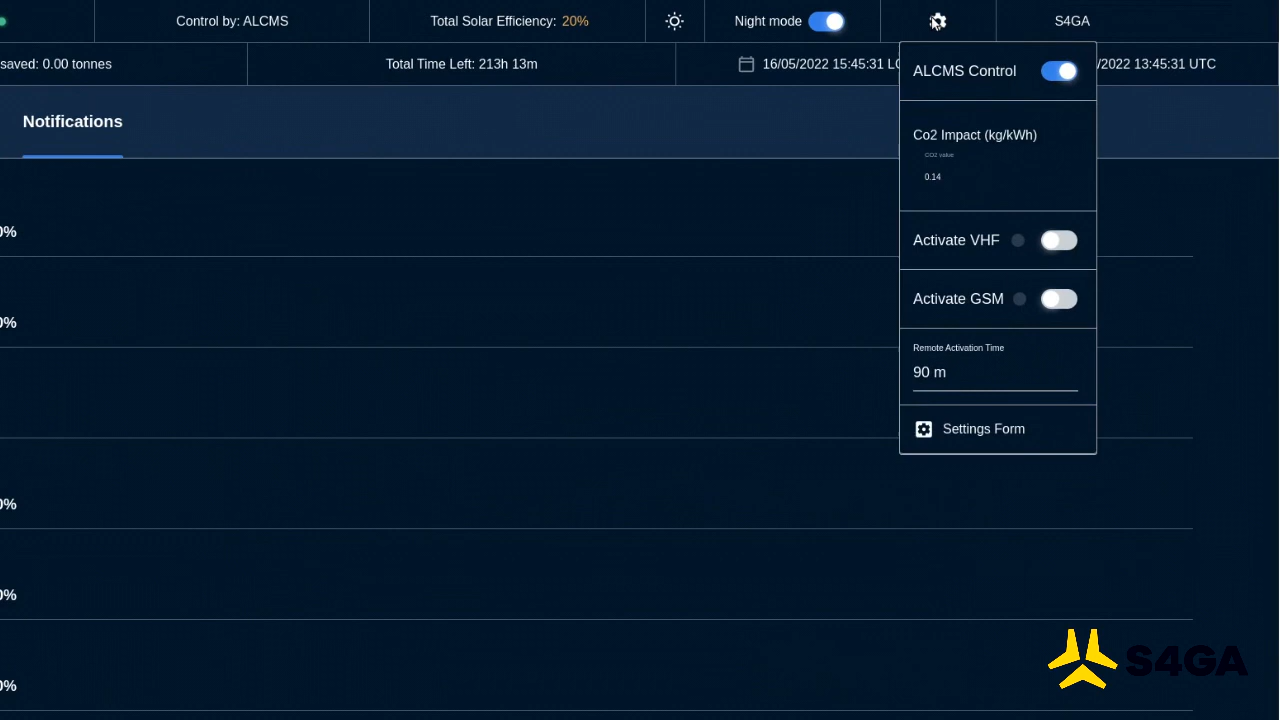 Control by: ALCMS
Total Solar Efficiency: 20%
Night mode
S4GA
saved: 0.00 tonnes
Total Time Left: 213h 13m
16/05/2022 15:45:31
/2022 13:45:31 UTC
Notifications
ALCMS Control
Co2 Impact (kg/kWh)
CO2 value
0.14
Activate VHF
Activate GSM
Remote Activation Time
90 m
Settings Form
0%
0%
0%
0%
0%
S4GA